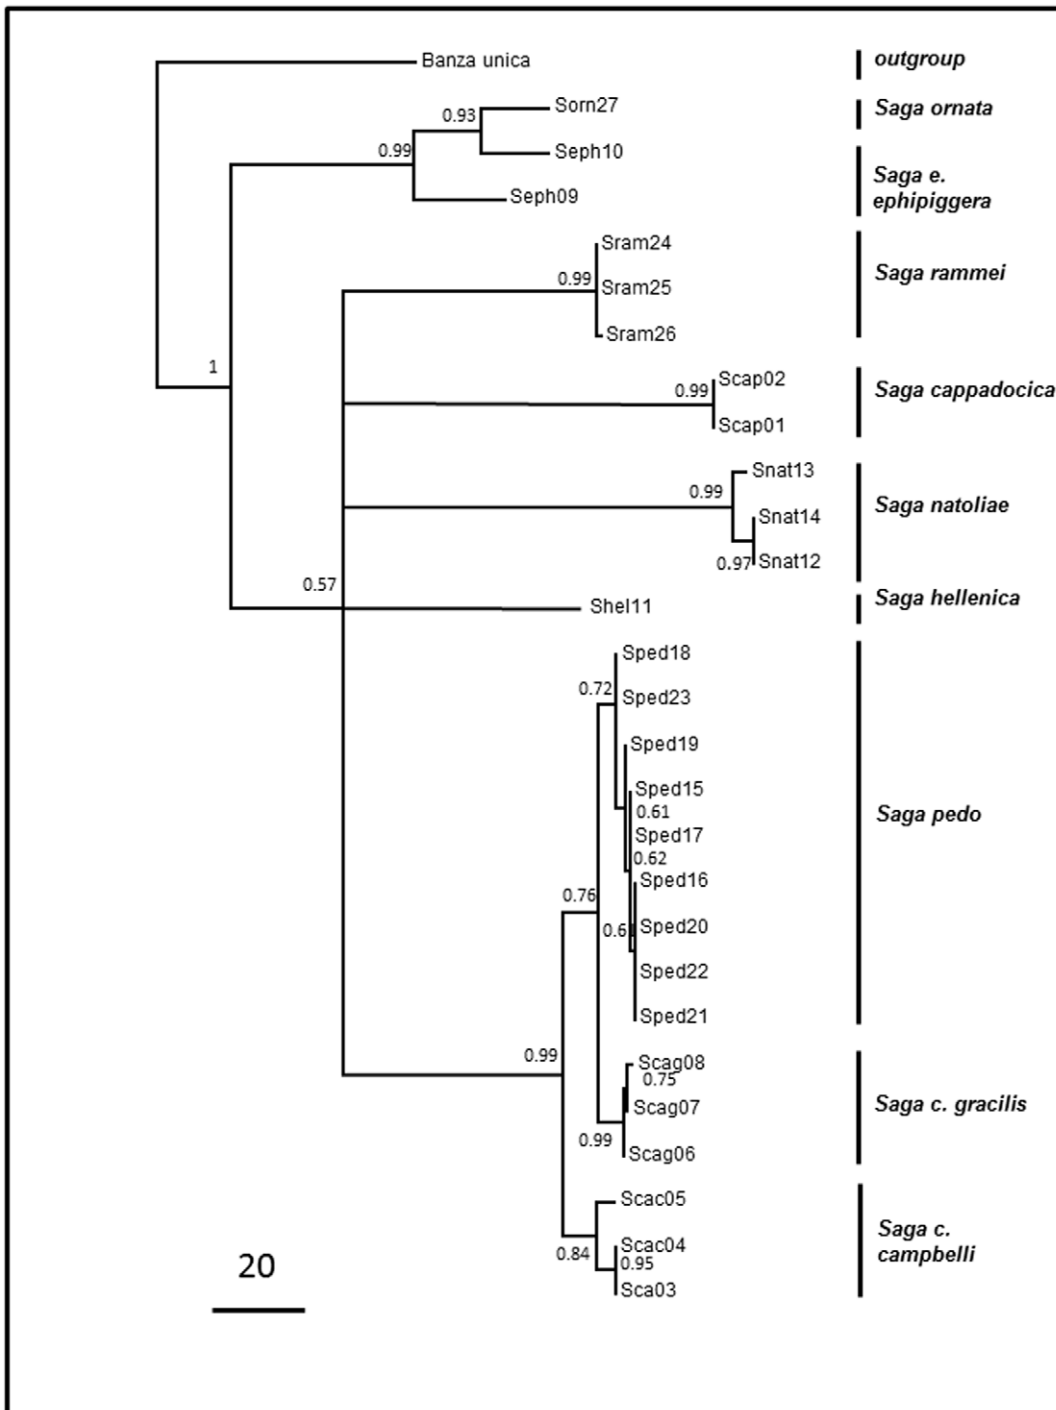 Banza unica
outgroup
Sorn27
Saga ornata
0.93
0.99
Seph10
Saga e.
ephipiggera
Seph09
Sram24
Saga rammei
0.99
Sram25
Sram26
Scap02
Saga cappadocica
0.99
Scap01
1
Snat13
0.99
Saga natoliae
Snat14
0.97
Snat12
0.57
Saga hellenica
Shel11
Sped18
0.72
Sped23
Sped19
Sped15
0.61
Saga pedo
Sped17
0.62
Sped16
0.76
0.6
Sped20
Sped22
Sped21
0.99
Scag08
0.75
Saga c. gracilis
Scag07
0.99
Scag06
Scac05
Saga c.
campbelli
Scac04
0.84
0.95
Sca03
20